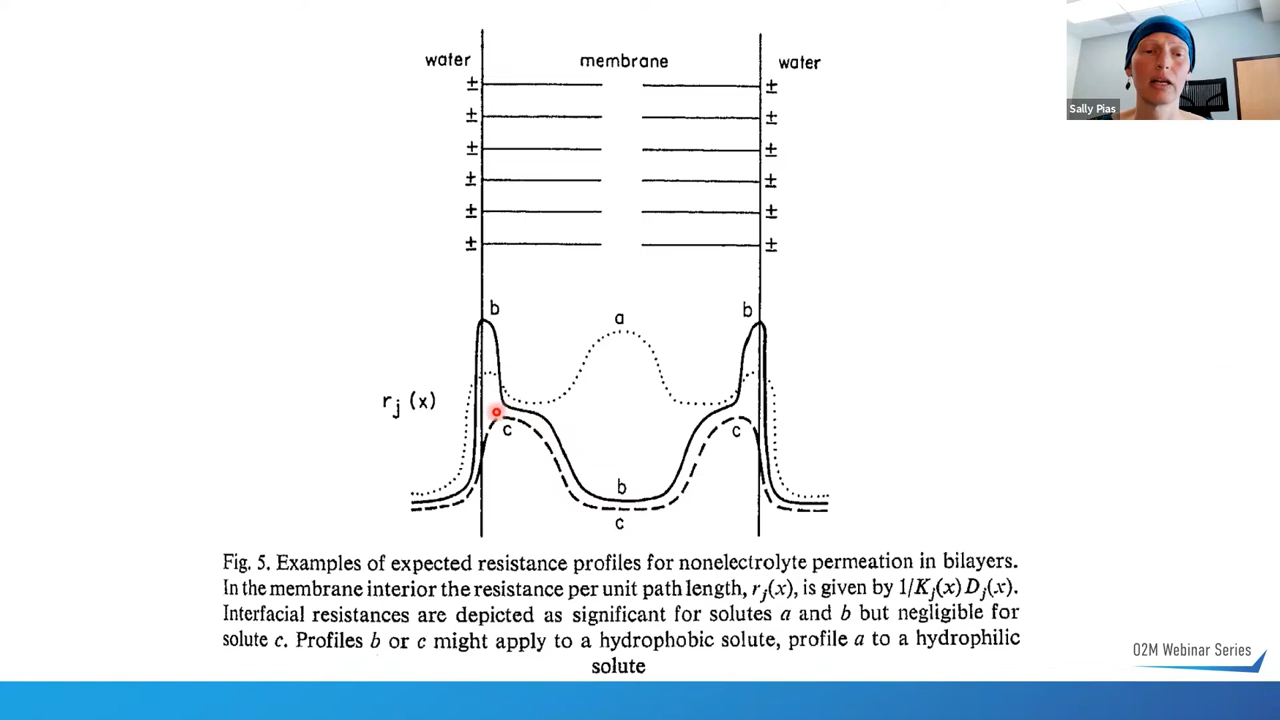 water membrane water
± ±
± ±
± ±
± ±
± ±
± ±
b b
a
r_j (x)
c c
b
c
Fig. 5. Examples of expected resistance profiles for nonelectrolyte permeation in bilayers.
In the membrane interior the resistance per unit path length, r_j(x), is given by 1/K_j(x) D_j(x).
Interfacial resistances are depicted as significant for solutes a and b but negligible for
solute c. Profiles b or c might apply to a hydrophobic solute, profile a to a hydrophilic
solute
Sally Pias
O2M Webinar Series